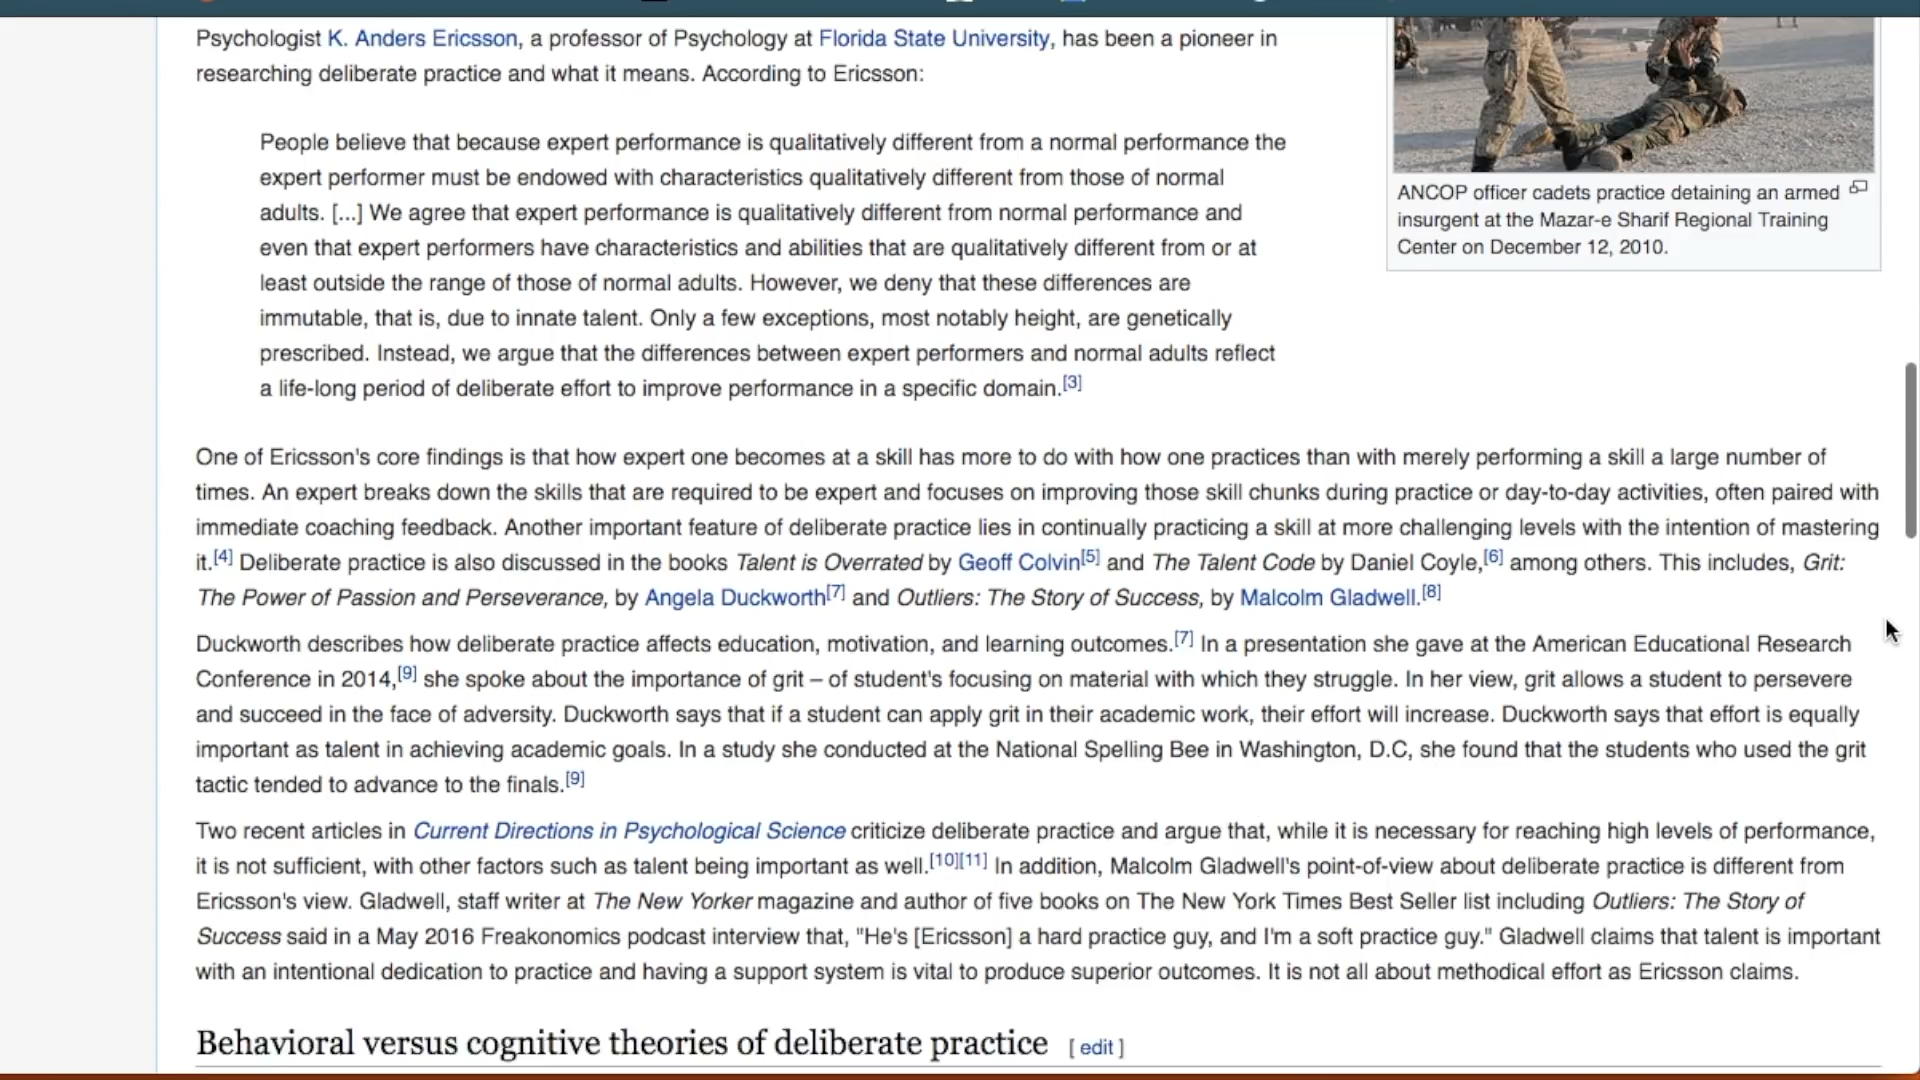 Psychologist K. Anders Ericsson, a professor of Psychology at Florida State University, has been a pioneer in
researching deliberate practice and what it means. According to Ericsson:
People believe that because expert performance is qualitatively different from a normal performance the
expert performer must be endowed with characteristics qualitatively different from those of normal
adults. [...] We agree that expert performance is qualitatively different from normal performance and
even that expert performers have characteristics and abilities that are qualitatively different from or at
least outside the range of those of normal adults. However, we deny that these differences are
immutable, that is, due to innate talent. Only a few exceptions, most notably height, are genetically
prescribed. Instead, we argue that the differences between expert performers and normal adults reflect
a life-long period of deliberate effort to improve performance in a specific domain.[3]
ANCOP officer cadets practice detaining an armed
insurgent at the Mazar-e Sharif Regional Training
Center on December 12, 2010.
One of Ericsson's core findings is that how expert one becomes at a skill has more to do with how one practices than with merely performing a skill a large number of
times. An expert breaks down the skills that are required to be expert and focuses on improving those skill chunks during practice or day-to-day activities, often paired with
immediate coaching feedback. Another important feature of deliberate practice lies in continually practicing a skill at more challenging levels with the intention of mastering
it.[4] Deliberate practice is also discussed in the books Talent is Overrated by Geoff Colvin[5] and The Talent Code by Daniel Coyle,[6] among others. This includes, Grit:
The Power of Passion and Perseverance, by Angela Duckworth[7] and Outliers: The Story of Success, by Malcolm Gladwell.[8]
Duckworth describes how deliberate practice affects education, motivation, and learning outcomes.[7] In a presentation she gave at the American Educational Research
Conference in 2014,[9] she spoke about the importance of grit – of student's focusing on material with which they struggle. In her view, grit allows a student to persevere
and succeed in the face of adversity. Duckworth says that if a student can apply grit in their academic work, their effort will increase. Duckworth says that effort is equally
important as talent in achieving academic goals. In a study she conducted at the National Spelling Bee in Washington, D.C, she found that the students who used the grit
tactic tended to advance to the finals.[9]
Two recent articles in Current Directions in Psychological Science criticize deliberate practice and argue that, while it is necessary for reaching high levels of performance,
it is not sufficient, with other factors such as talent being important as well.[10][11] In addition, Malcolm Gladwell's point-of-view about deliberate practice is different from
Ericsson's view. Gladwell, staff writer at The New Yorker magazine and author of five books on The New York Times Best Seller list including Outliers: The Story of
Success said in a May 2016 Freakonomics podcast interview that, "He's [Ericsson] a hard practice guy, and I'm a soft practice guy." Gladwell claims that talent is important
with an intentional dedication to practice and having a support system is vital to produce superior outcomes. It is not all about methodical effort as Ericsson claims.
Behavioral versus cognitive theories of deliberate practice [ edit ]